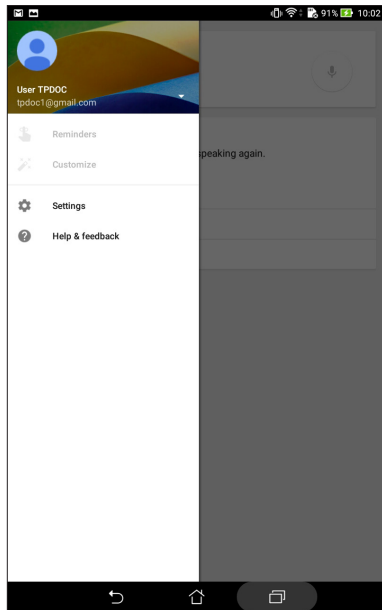 91% 10:02
User TPDOC
tpdoc1@gmail.com
Reminders
speaking again.
Customize
Settings
Help & feedback